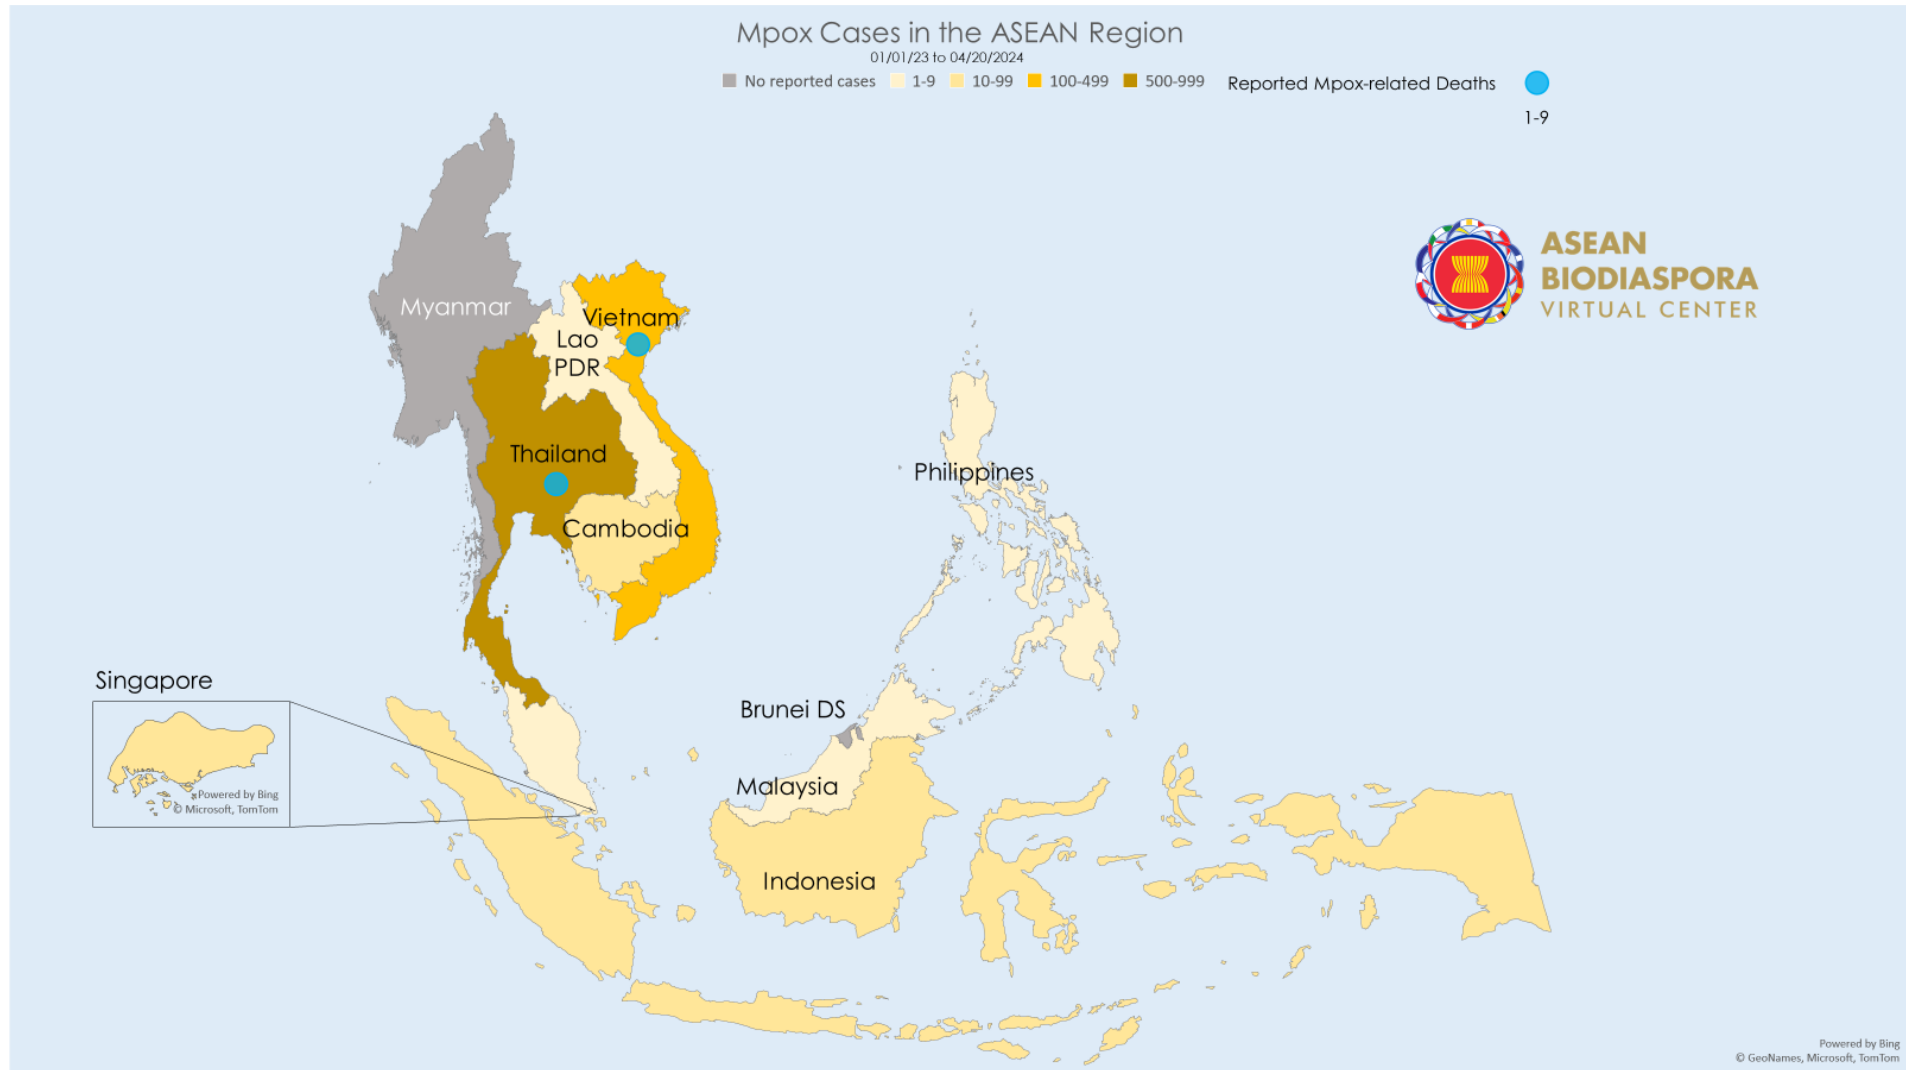 Mpox Cases in the ASEAN Region
01/01/23 to 04/20/2024
No reported cases 1-9 10-99 100-499 500-999 Reported Mpox-related Deaths
1-9
ASEAN
BIODIASPORA
VIRTUAL CENTER
Myanmar
Vietnam
Lao
PDR
Thailand
Philippines
Cambodia
Singapore
Powered by Bing
© Microsoft, TomTom
Brunei DS
Malaysia
Indonesia
Powered by Bing
© GeoNames, Microsoft, TomTom